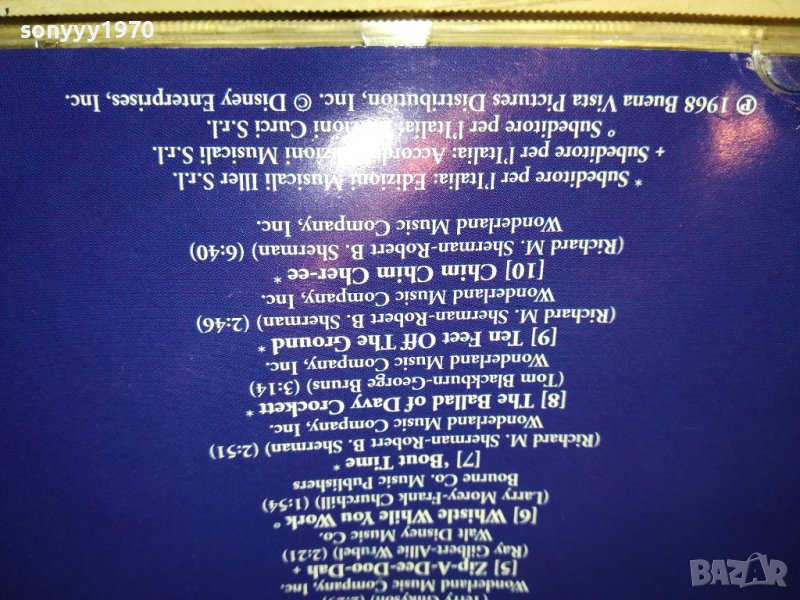 sonyyy1970
Terry Gilkyson) (2:25)
Wonderland Music Company, Inc.
[5] Zip-A-Dee-Doo-Dah +
(Ray Gilbert-Allie Wrubel) (2:21)
Walt Disney Music Co.
[6] Whistle While You Work °
(Larry Morey-Frank Churchill) (1:54)
Bourne Co. Music Publishers
[7] 'Bout Time *
(Richard M. Sherman-Robert B. Sherman) (2:51)
Wonderland Music Company, Inc.
[8] The Ballad of Davy Crockett *
(Tom Blackburn-George Bruns) (3:14)
Wonderland Music Company, Inc.
[9] Ten Feet Off The Ground *
(Richard M. Sherman-Robert B. Sherman) (2:46)
Wonderland Music Company, Inc.
[10] Chim Chim Cher-ee *
(Richard M. Sherman-Robert B. Sherman) (6:40)
Wonderland Music Company, Inc.
* Subeditore per l'Italia: Edizioni Musicali Iller S.r.l.
+ Subeditore per l'Italia: Accordo Edizioni Musicali S.r.l.
° Subeditore per l'Italia: Edizioni Curci S.r.l.
℗ 1968 Buena Vista Pictures Distribution, Inc. © Disney Enterprises, Inc.
BAZAR